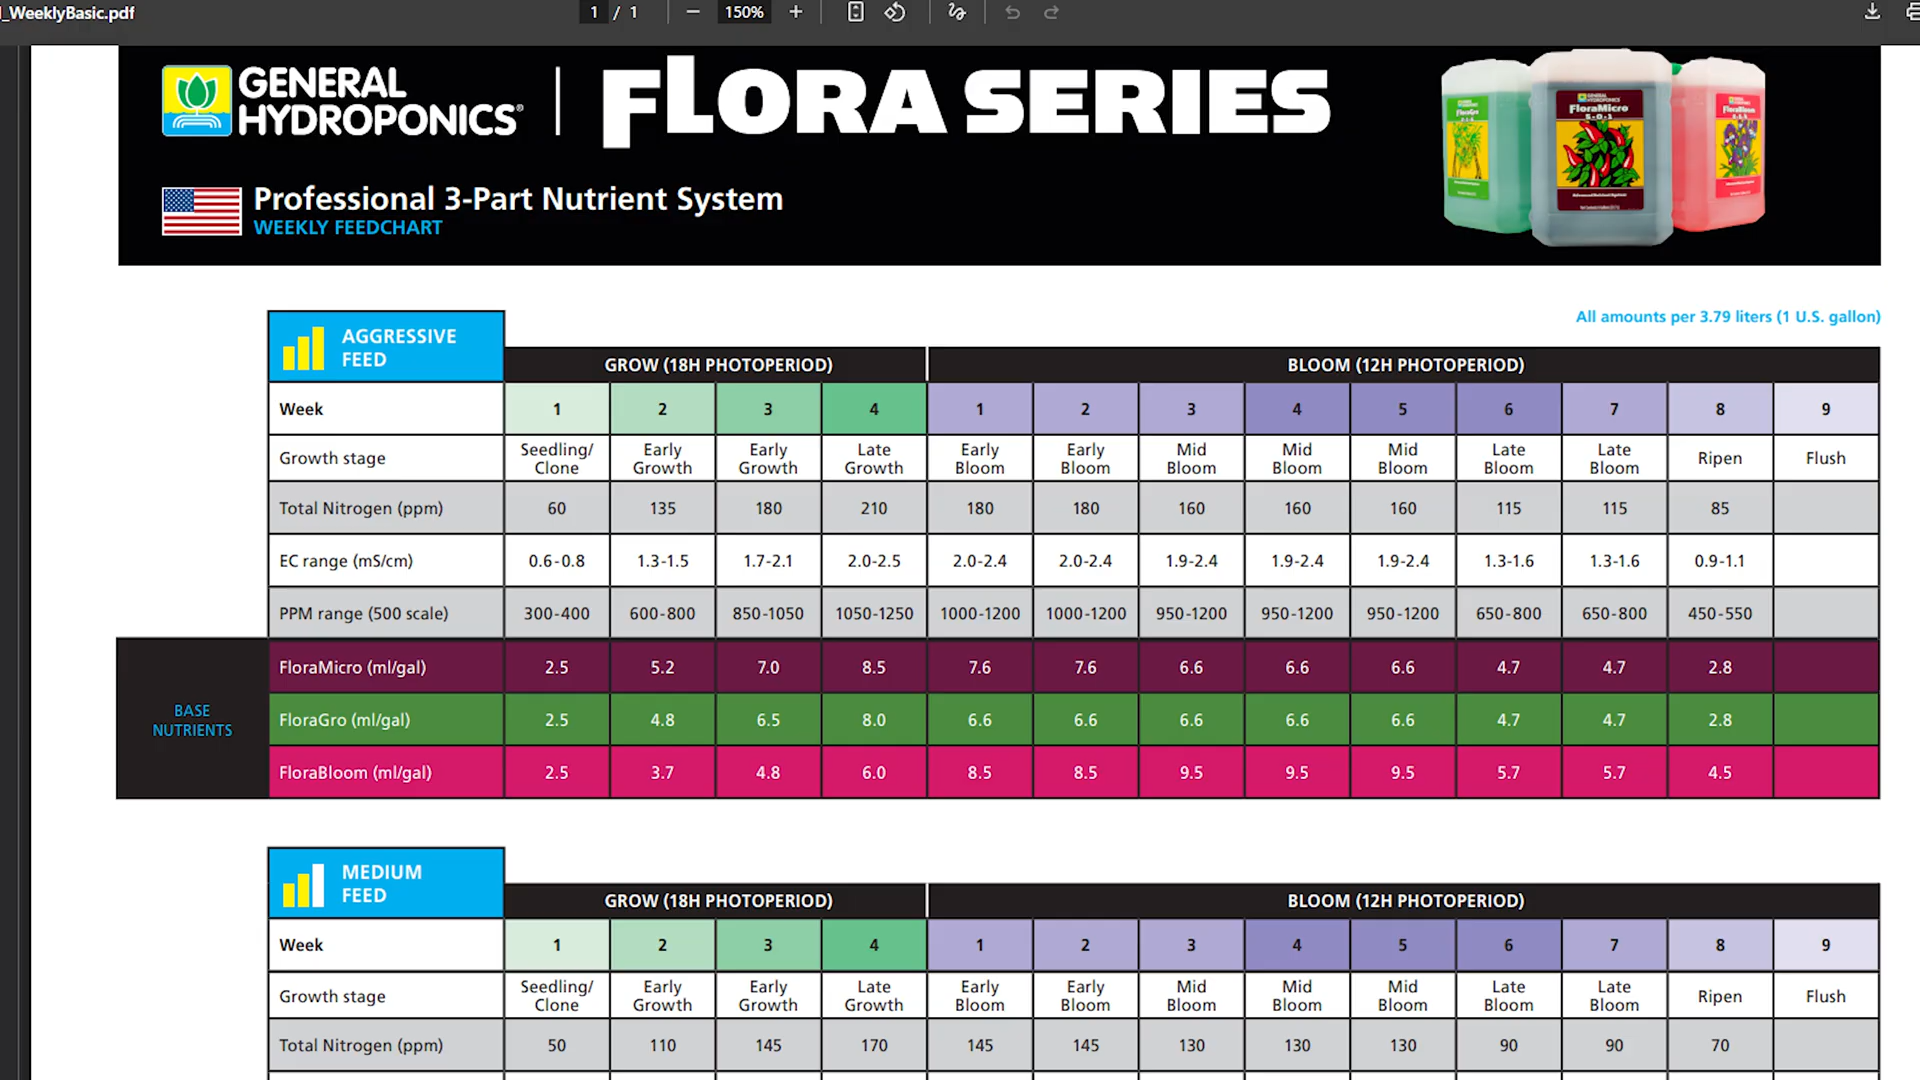 _WeeklyBasic.pdf
1 / 1
150%
GENERAL
HYDROPONICS®
FLORA SERIES
Professional 3-Part Nutrient System
WEEKLY FEEDCHART
FloraGro
FloraMicro
5-0-1
FloraBloom
All amounts per 3.79 liters (1 U.S. gallon)
AGGRESSIVE
FEED
GROW (18H PHOTOPERIOD) BLOOM (12H PHOTOPERIOD)
Week 1 2 3 4 1 2 3 4 5 6 7 8 9
Growth stage Seedling/ Clone Early Growth Early Growth Late Growth Early Bloom Early Bloom Mid Bloom Mid Bloom Mid Bloom Late Bloom Late Bloom Ripen Flush
Total Nitrogen (ppm) 60 135 180 210 180 180 160 160 160 115 115 85
EC range (mS/cm) 0.6-0.8 1.3-1.5 1.7-2.1 2.0-2.5 2.0-2.4 2.0-2.4 1.9-2.4 1.9-2.4 1.9-2.4 1.3-1.6 1.3-1.6 0.9-1.1
PPM range (500 scale) 300-400 600-800 850-1050 1050-1250 1000-1200 1000-1200 950-1200 950-1200 950-1200 650-800 650-800 450-550
BASE
NUTRIENTS
FloraMicro (ml/gal) 2.5 5.2 7.0 8.5 7.6 7.6 6.6 6.6 6.6 4.7 4.7 2.8
FloraGro (ml/gal) 2.5 4.8 6.5 8.0 6.6 6.6 6.6 6.6 6.6 4.7 4.7 2.8
FloraBloom (ml/gal) 2.5 3.7 4.8 6.0 8.5 8.5 9.5 9.5 9.5 5.7 5.7 4.5
MEDIUM
FEED
GROW (18H PHOTOPERIOD) BLOOM (12H PHOTOPERIOD)
Week 1 2 3 4 1 2 3 4 5 6 7 8 9
Growth stage Seedling/ Clone Early Growth Early Growth Late Growth Early Bloom Early Bloom Mid Bloom Mid Bloom Mid Bloom Late Bloom Late Bloom Ripen Flush
Total Nitrogen (ppm) 50 110 145 170 145 145 130 130 130 90 90 70